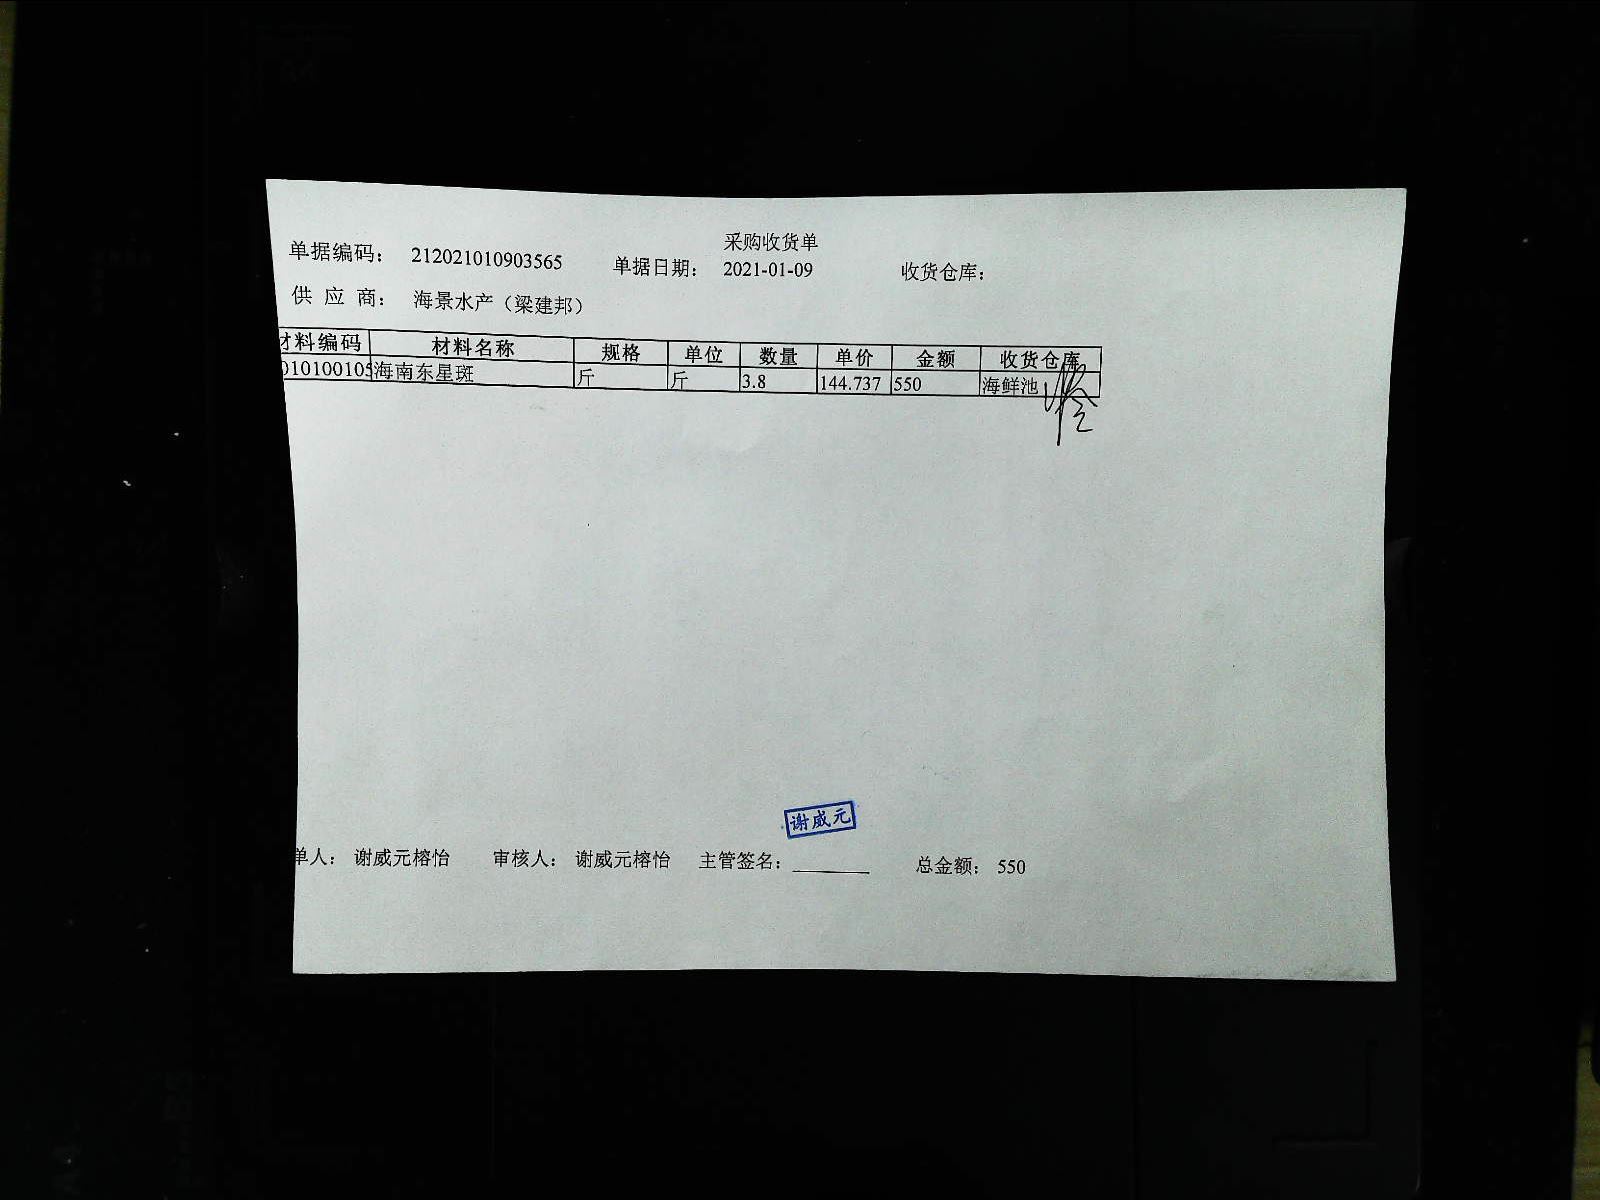 采购收货单
单据编码： 212021010903565 单据日期： 2021-01-09 收货仓库：
供 应 商： 海景水产（梁建邦）
材料编码 材料名称 规格 单位 数量 单价 金额 收货仓库
010100105 海南东星斑 斤 斤 3.8 144.737 550 海鲜池
谢威元
单人： 谢威元榕怡 审核人： 谢威元榕怡 主管签名： 总金额： 550